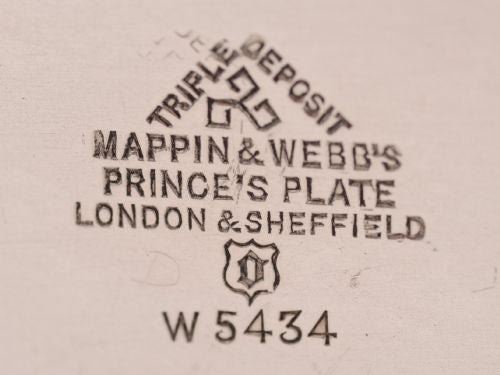 TRIPLE DEPOSIT
MAPPIN & WEBB'S
PRINCE'S PLATE
LONDON & SHEFFIELD
O
W 5434